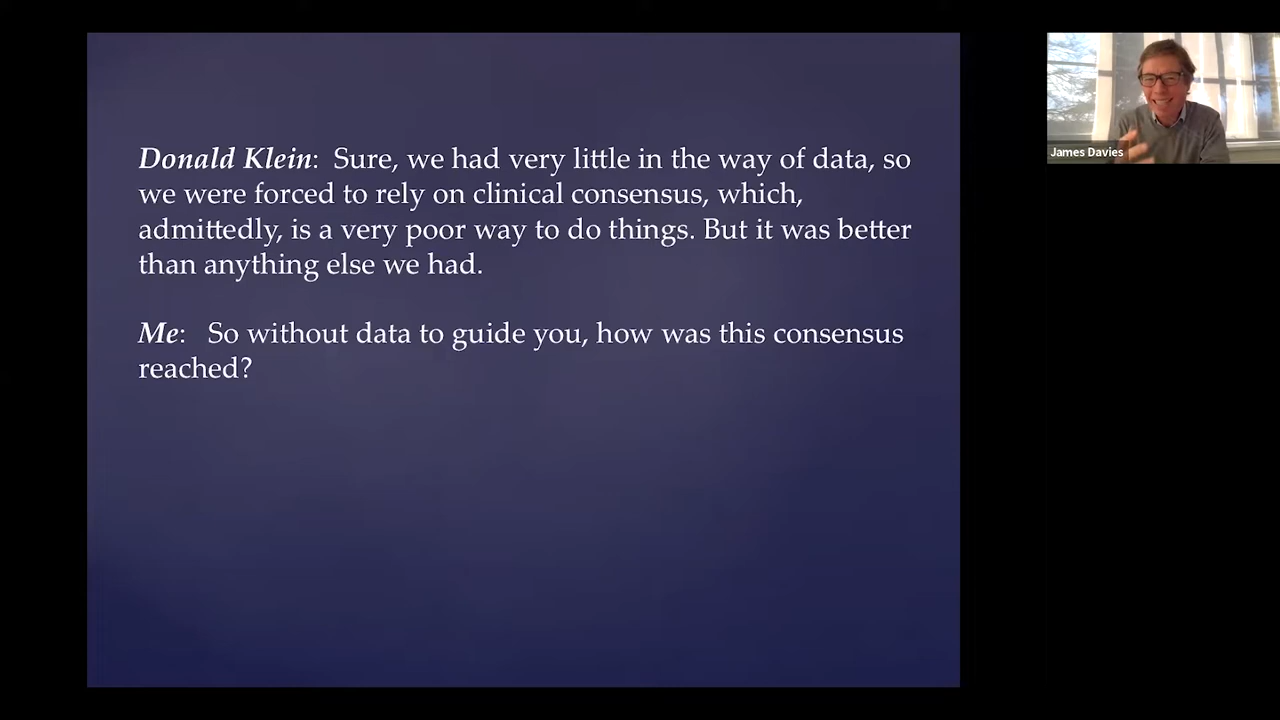 Donald Klein: Sure, we had very little in the way of data, so
we were forced to rely on clinical consensus, which,
admittedly, is a very poor way to do things. But it was better
than anything else we had.
Me: So without data to guide you, how was this consensus
reached?
James Davies